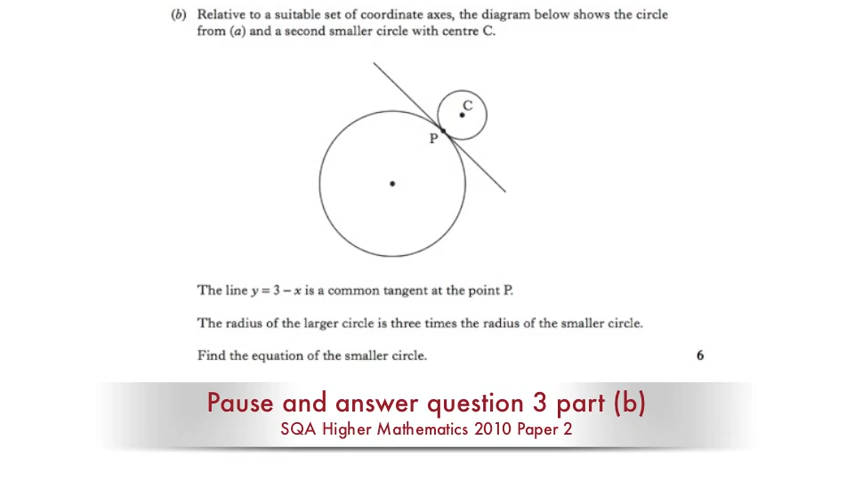 (b) Relative to a suitable set of coordinate axes, the diagram below shows the circle
from (a) and a second smaller circle with centre C.
C
P
The line y = 3 – x is a common tangent at the point P.
The radius of the larger circle is three times the radius of the smaller circle.
Find the equation of the smaller circle. 6
Pause and answer question 3 part (b)
SQA Higher Mathematics 2010 Paper 2